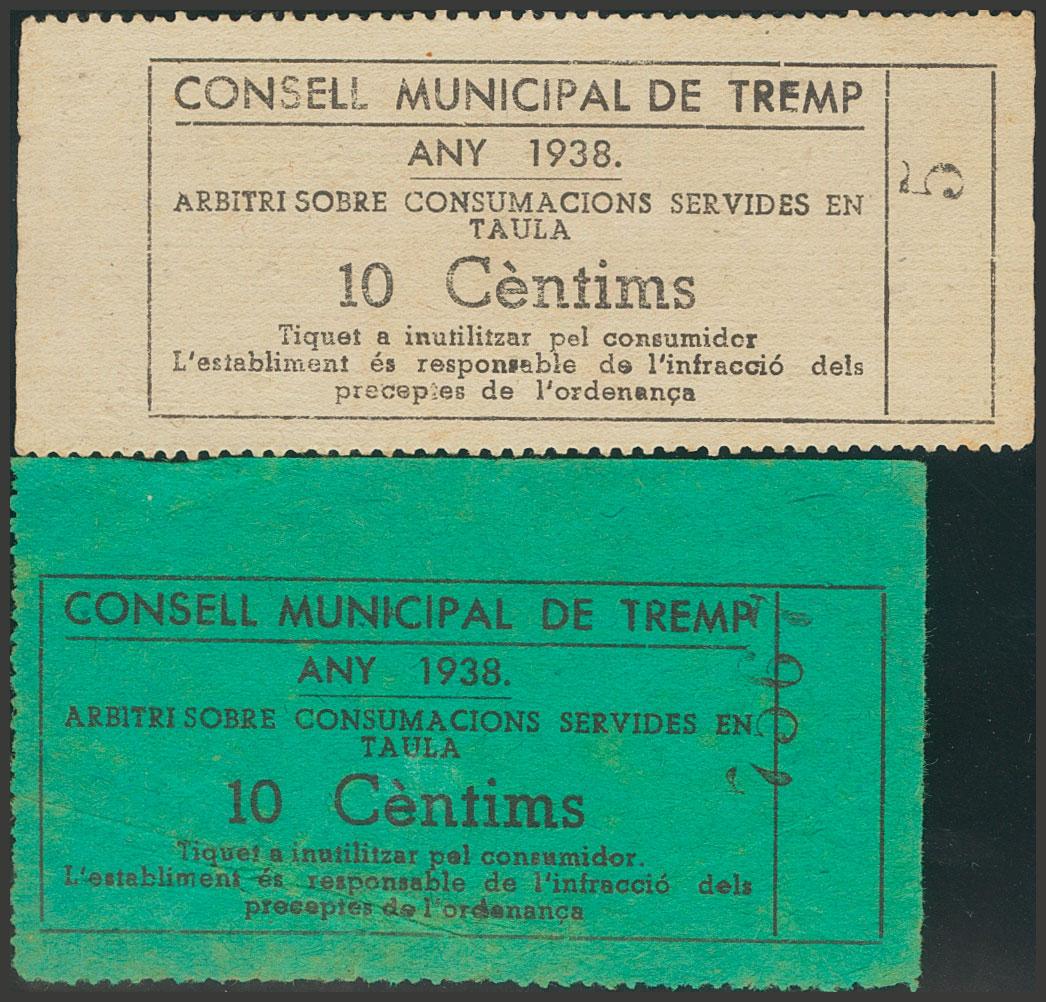 CONSELL MUNICIPAL DE TREMP
ANY 1938.
ARBITRI SOBRE CONSUMACIONS SERVIDES EN
TAULA
10 Cèntims
Tiquet a inutilitzar pel consumidor
L'establiment és responsable de l'infracció dels
preceptes de l'ordenança
5
CONSELL MUNICIPAL DE TREMP
ANY 1938.
ARBITRI SOBRE CONSUMACIONS SERVIDES EN
TAULA
10 Cèntims
Tiquet a inutilitzar pel consumidor.
L'establiment és responsable de l'infracció dels
preceptes de l'ordenança